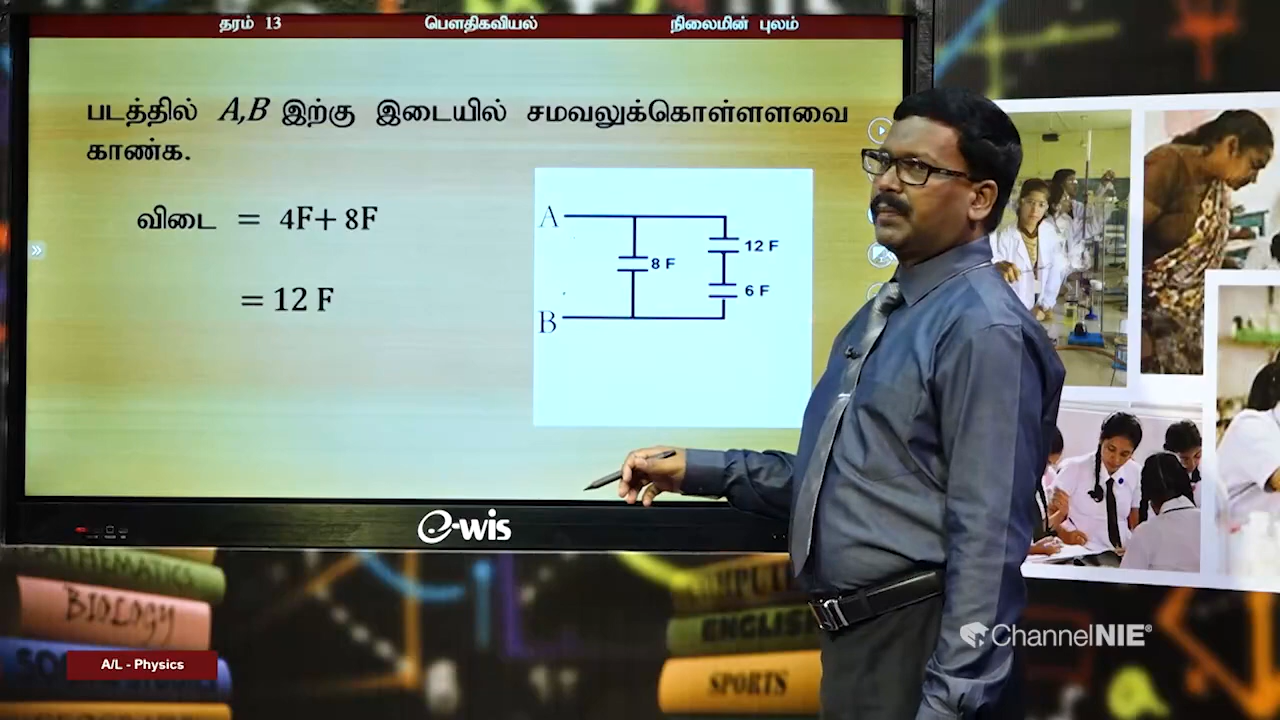 தரம் 13 பௌதிகவியல் நிலைமின் புலம்
படத்தில் A,B இற்கு இடையில் சமவலுக்கொள்ளளவை
காண்க.
விடை = 4F+ 8F
= 12 F
A
12 F
8 F
6 F
B
e-wis
MATHEMATICS
BIOLOGY
ENGLISH
SPORTS
A/L - Physics
ChannelNIE®